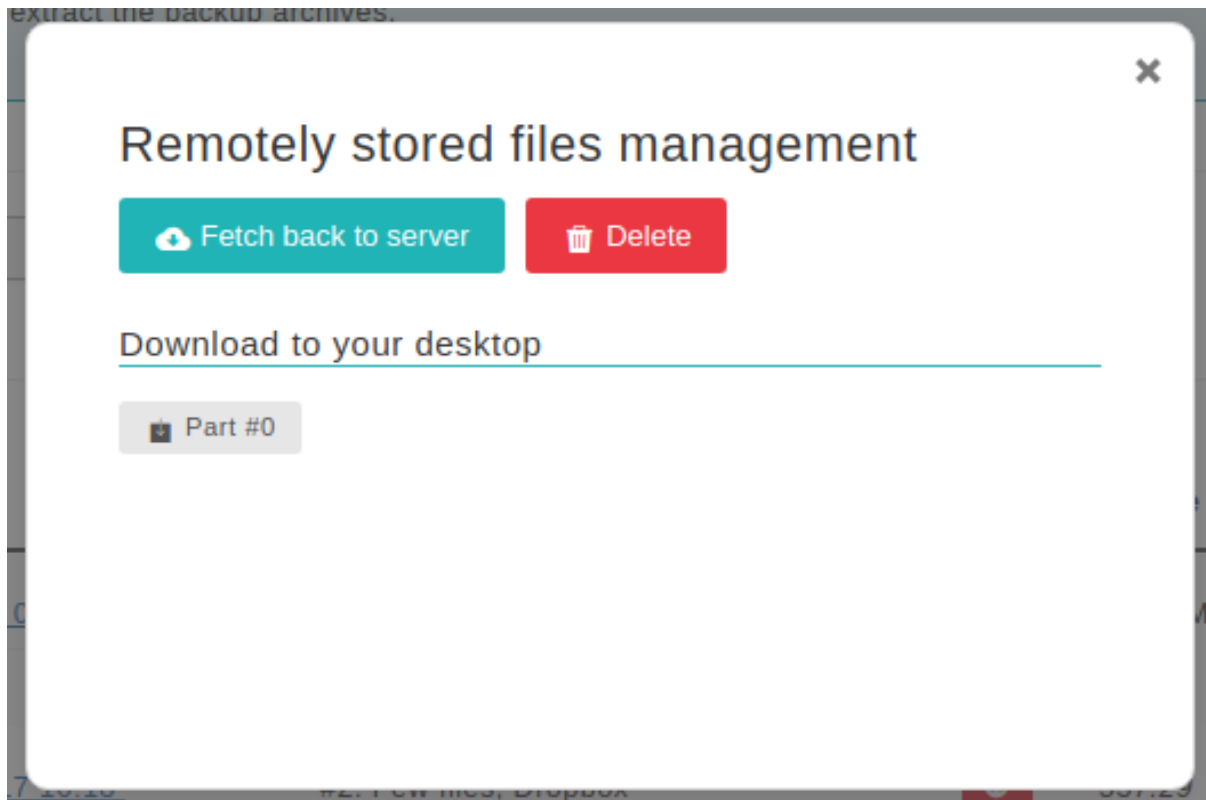 extract the backup archives.
Remotely stored files management
Fetch back to server
Delete
Download to your desktop
Part #0